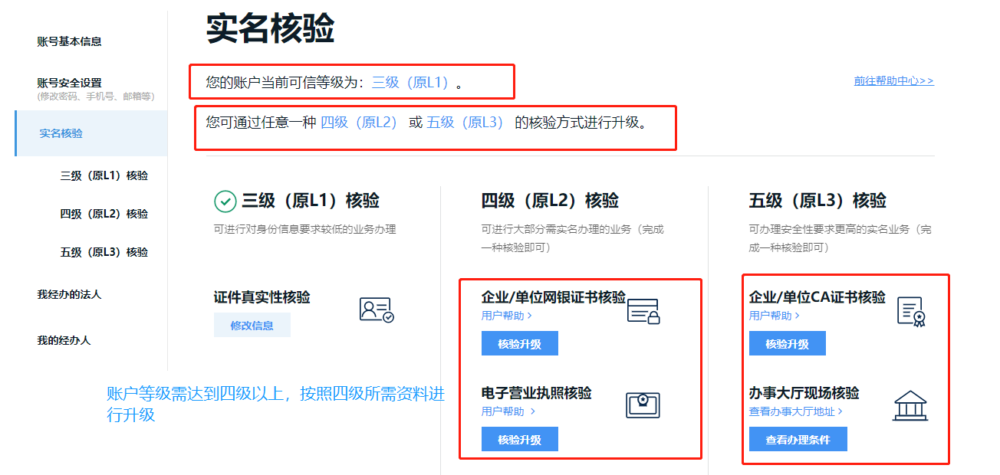 实名核验
账号基本信息
账号安全设置
(修改密码、手机号、邮箱等)
实名核验
三级（原L1）核验
四级（原L2）核验
五级（原L3）核验
我经办的法人
我的经办人
您的账户当前可信等级为：三级（原L1）。
前往帮助中心>>
您可通过任意一种 四级（原L2） 或 五级（原L3） 的核验方式进行升级。
三级（原L1）核验
可进行对身份信息要求较低的业务办理
证件真实性核验
修改信息
四级（原L2）核验
可进行大部分需实名办理的业务（完成
一种核验即可）
企业/单位网银证书核验
用户帮助 >
核验升级
电子营业执照核验
用户帮助 >
核验升级
五级（原L3）核验
可办理安全性要求更高的实名业务（完
成一种核验即可）
企业/单位CA证书核验
用户帮助 >
核验升级
办事大厅现场核验
查看办事大厅地址 >
查看办理条件
账户等级需达到四级以上，按照四级所需资料进
行升级